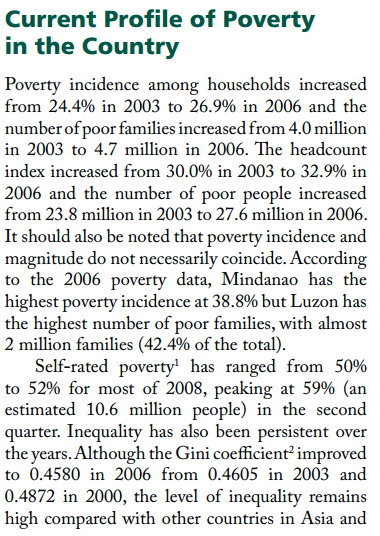 Current Profile of Poverty
in the Country
Poverty incidence among households increased
from 24.4% in 2003 to 26.9% in 2006 and the
number of poor families increased from 4.0 million
in 2003 to 4.7 million in 2006. The headcount
index increased from 30.0% in 2003 to 32.9% in
2006 and the number of poor people increased
from 23.8 million in 2003 to 27.6 million in 2006.
It should also be noted that poverty incidence and
magnitude do not necessarily coincide. According
to the 2006 poverty data, Mindanao has the
highest poverty incidence at 38.8% but Luzon has
the highest number of poor families, with almost
2 million families (42.4% of the total).
Self-rated poverty¹ has ranged from 50%
to 52% for most of 2008, peaking at 59% (an
estimated 10.6 million people) in the second
quarter. Inequality has also been persistent over
the years. Although the Gini coefficient² improved
to 0.4580 in 2006 from 0.4605 in 2003 and
0.4872 in 2000, the level of inequality remains
high compared with other countries in Asia and